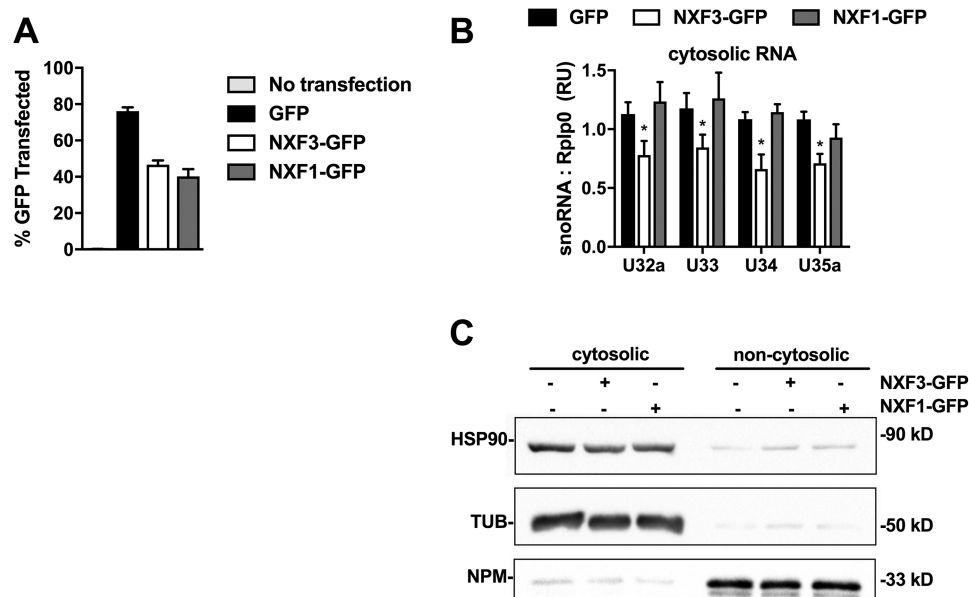 A
% GFP Transfected
100
80
60
40
20
0
No transfection
GFP
NXF3-GFP
NXF1-GFP
B
GFP NXF3-GFP NXF1-GFP
cytosolic RNA
snoRNA : Rplp0 (RU)
1.5
1.0
0.5
0.0
* * * *
U32a U33 U34 U35a
C
cytosolic non-cytosolic
- + - - + - NXF3-GFP
- - + - - + NXF1-GFP
HSP90- -90 kD
TUB- -50 kD
NPM- -33 kD